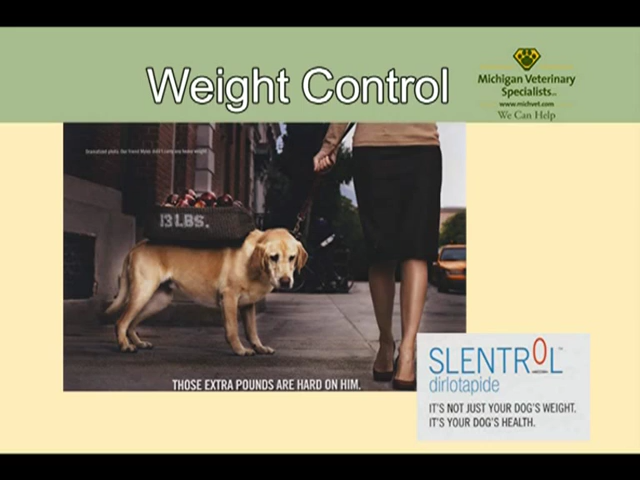 Weight Control
Michigan Veterinary
Specialists
www.michvet.com
We Can Help
13 LBS.
THOSE EXTRA POUNDS ARE HARD ON HIM.
SLENTROL™
dirlotapide
IT'S NOT JUST YOUR DOG'S WEIGHT.
IT'S YOUR DOG'S HEALTH.